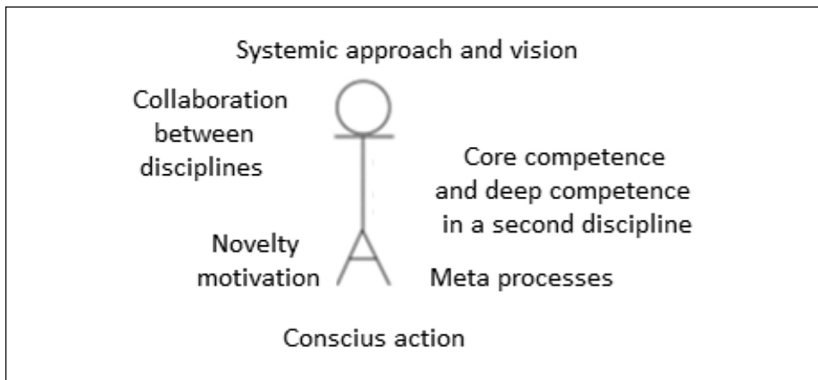 Systemic approach and vision
Collaboration
between
disciplines
Core competence
and deep competence
in a second discipline
Novelty
motivation
Meta processes
Conscius action